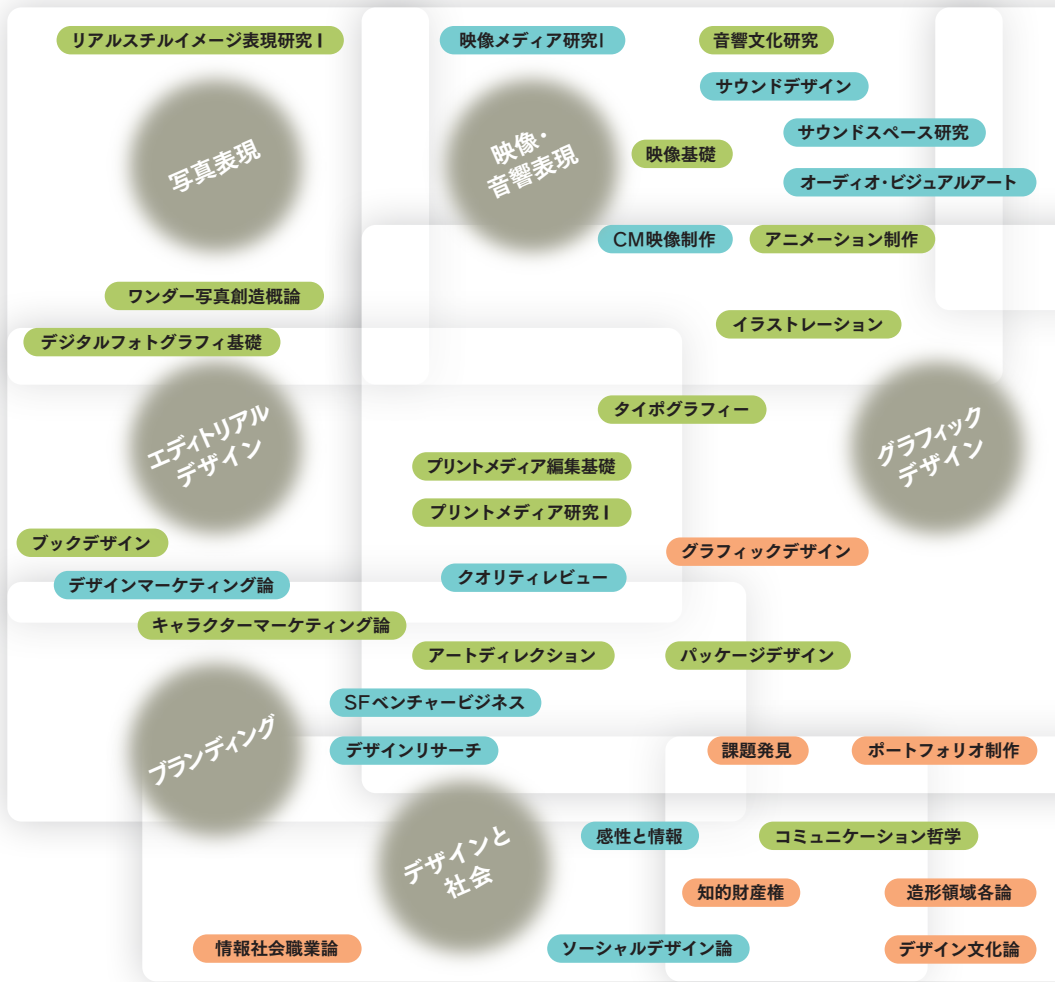 リアルスチルイメージ表現研究Ⅰ
映像メディア研究Ⅰ
音響文化研究
サウンドデザイン
サウンドスペース研究
写真表現
映像・
音響表現
映像基礎
オーディオ・ビジュアルアート
CM映像制作
アニメーション制作
ワンダー写真創造概論
イラストレーション
デジタルフォトグラフィ基礎
タイポグラフィー
エディトリアル
デザイン
グラフィック
デザイン
プリントメディア編集基礎
プリントメディア研究Ⅰ
ブックデザイン
グラフィックデザイン
デザインマーケティング論
クオリティレビュー
キャラクターマーケティング論
アートディレクション
パッケージデザイン
SFベンチャービジネス
ブランディング
デザインリサーチ
課題発見
ポートフォリオ制作
感性と情報
コミュニケーション哲学
デザインと
社会
知的財産権
造形領域各論
情報社会職業論
ソーシャルデザイン論
デザイン文化論